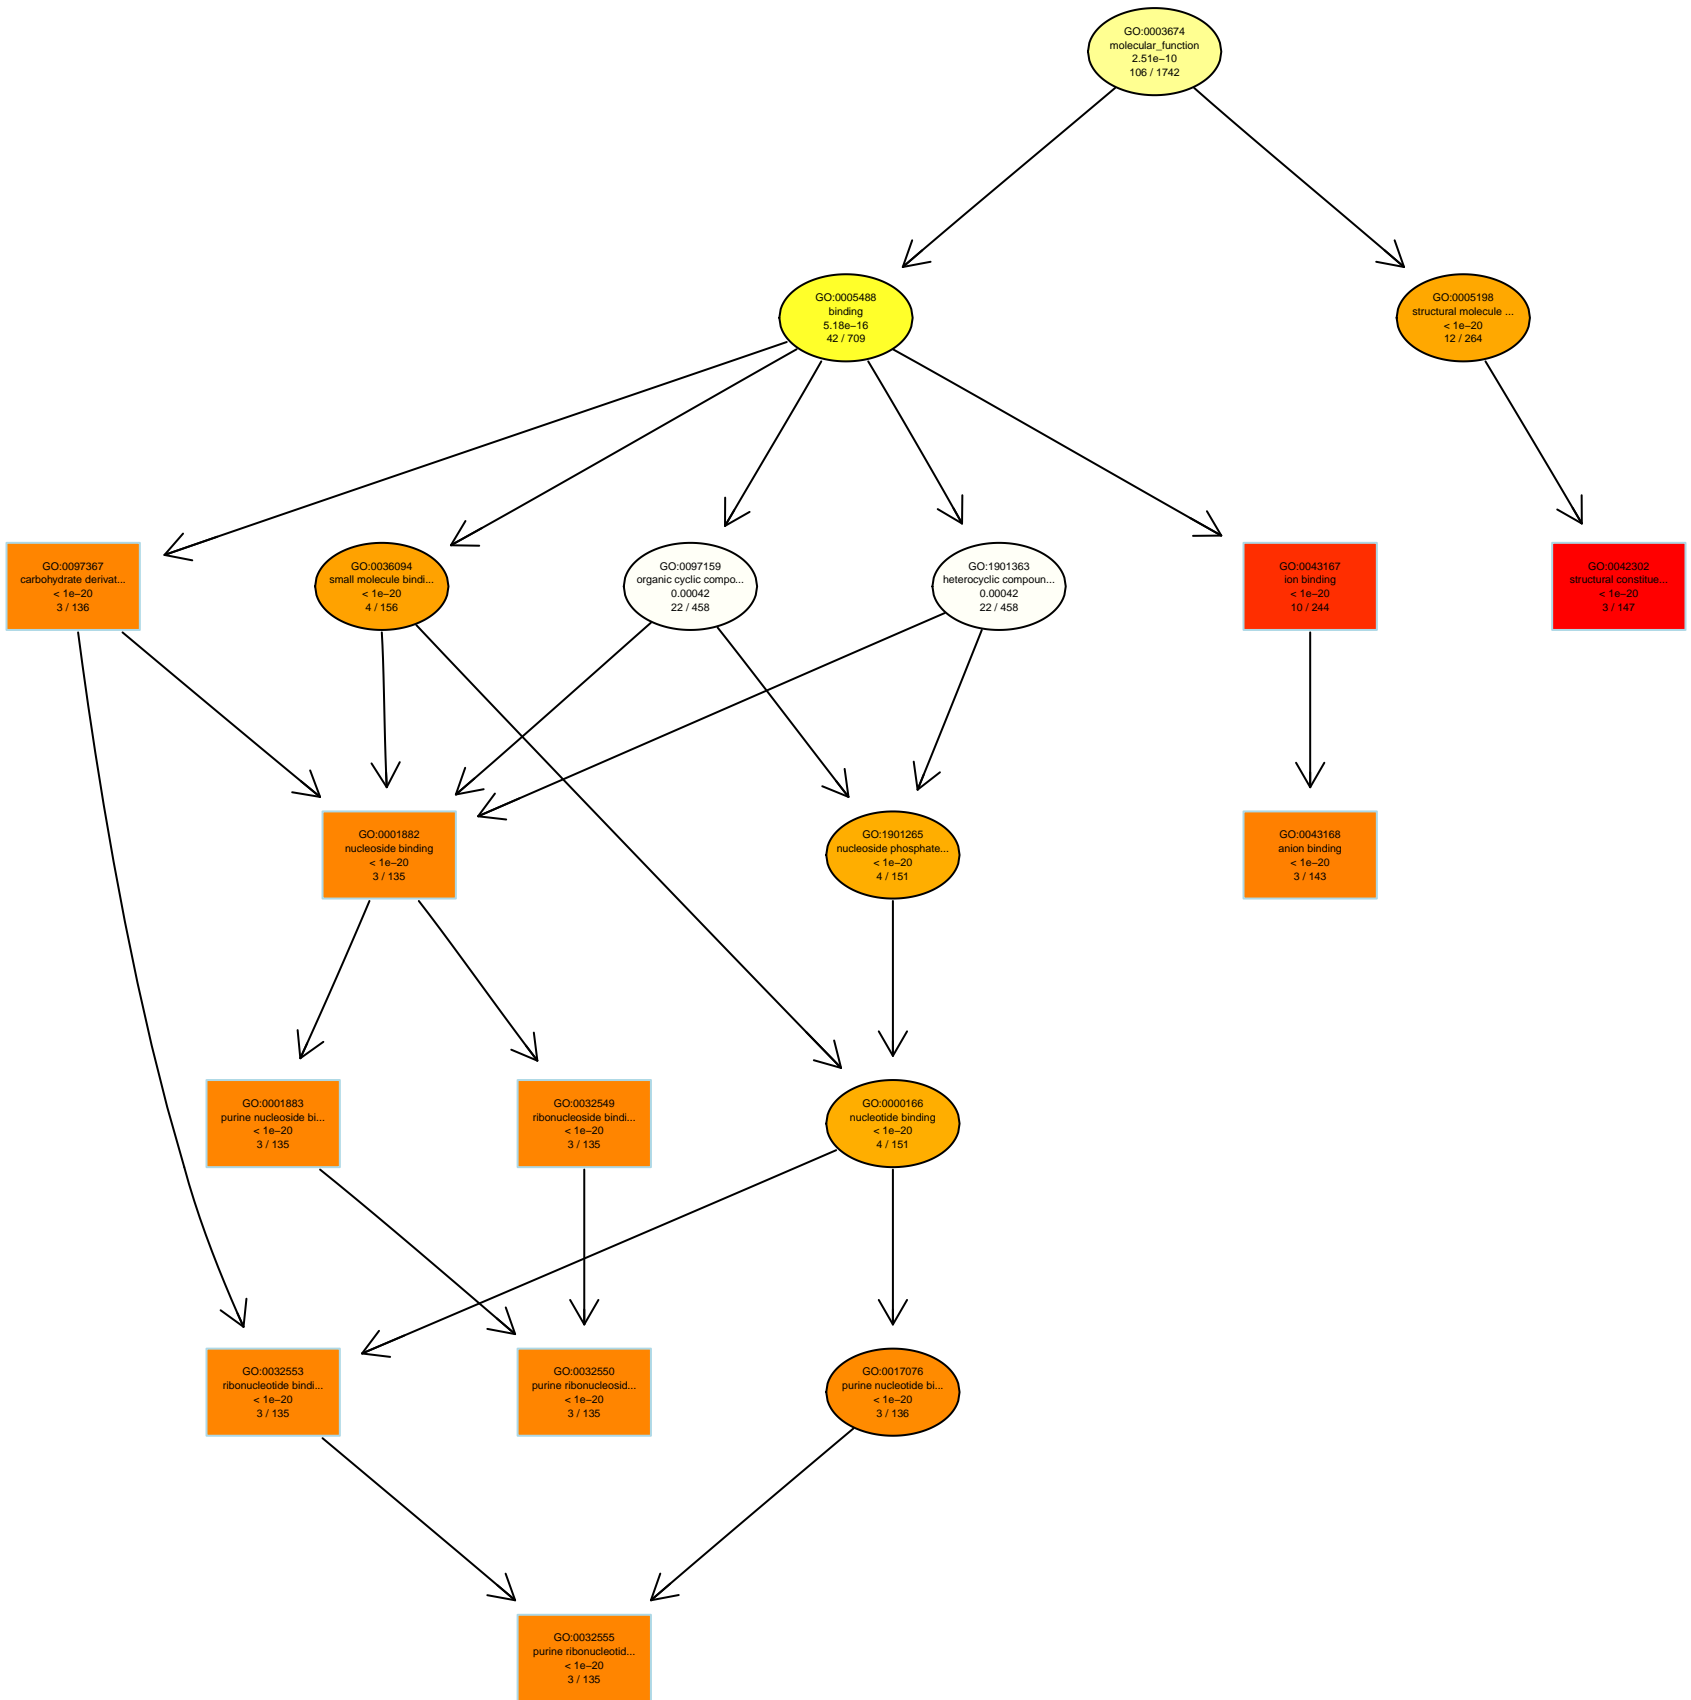 GO:0003674
molecular_function
2.51e−10
106 / 1742
GO:0005488
binding
5.18e−16
42 / 709
GO:0005198
structural molecule ...
< 1e−20
12 / 264
GO:0097367
carbohydrate derivat...
< 1e−20
3 / 136
GO:0036094
small molecule bindi...
< 1e−20
4 / 156
GO:0097159
organic cyclic compo...
0.00042
22 / 458
GO:1901363
heterocyclic compoun...
0.00042
22 / 458
GO:0043167
ion binding
< 1e−20
10 / 244
GO:0042302
structural constitue...
< 1e−20
3 / 147
GO:0001882
nucleoside binding
< 1e−20
3 / 135
GO:1901265
nucleoside phosphate...
< 1e−20
4 / 151
GO:0043168
anion binding
< 1e−20
3 / 143
GO:0001883
purine nucleoside bi...
< 1e−20
3 / 135
GO:0032549
ribonucleoside bindi...
< 1e−20
3 / 135
GO:0000166
nucleotide binding
< 1e−20
4 / 151
GO:0032553
ribonucleotide bindi...
< 1e−20
3 / 135
GO:0032550
purine ribonucleosid...
< 1e−20
3 / 135
GO:0017076
purine nucleotide bi...
< 1e−20
3 / 136
GO:0032555
purine ribonucleotid...
< 1e−20
3 / 135